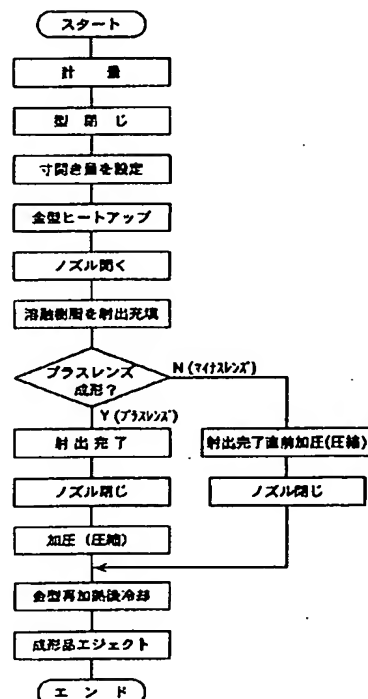 スタート
計 量
型 閉 じ
寸開き量を設定
金型ヒートアップ
ノズル開く
溶融樹脂を射出充填
プラスレンズ
成形？
N (マイナスレンズ)
Y (プラスレンズ)
射 出 完 了
射出完了直前加圧(圧縮)
ノズル閉じ
ノズル閉じ
加圧（圧縮）
金型再加熱後冷却
成形品エジェクト
エ ン ド